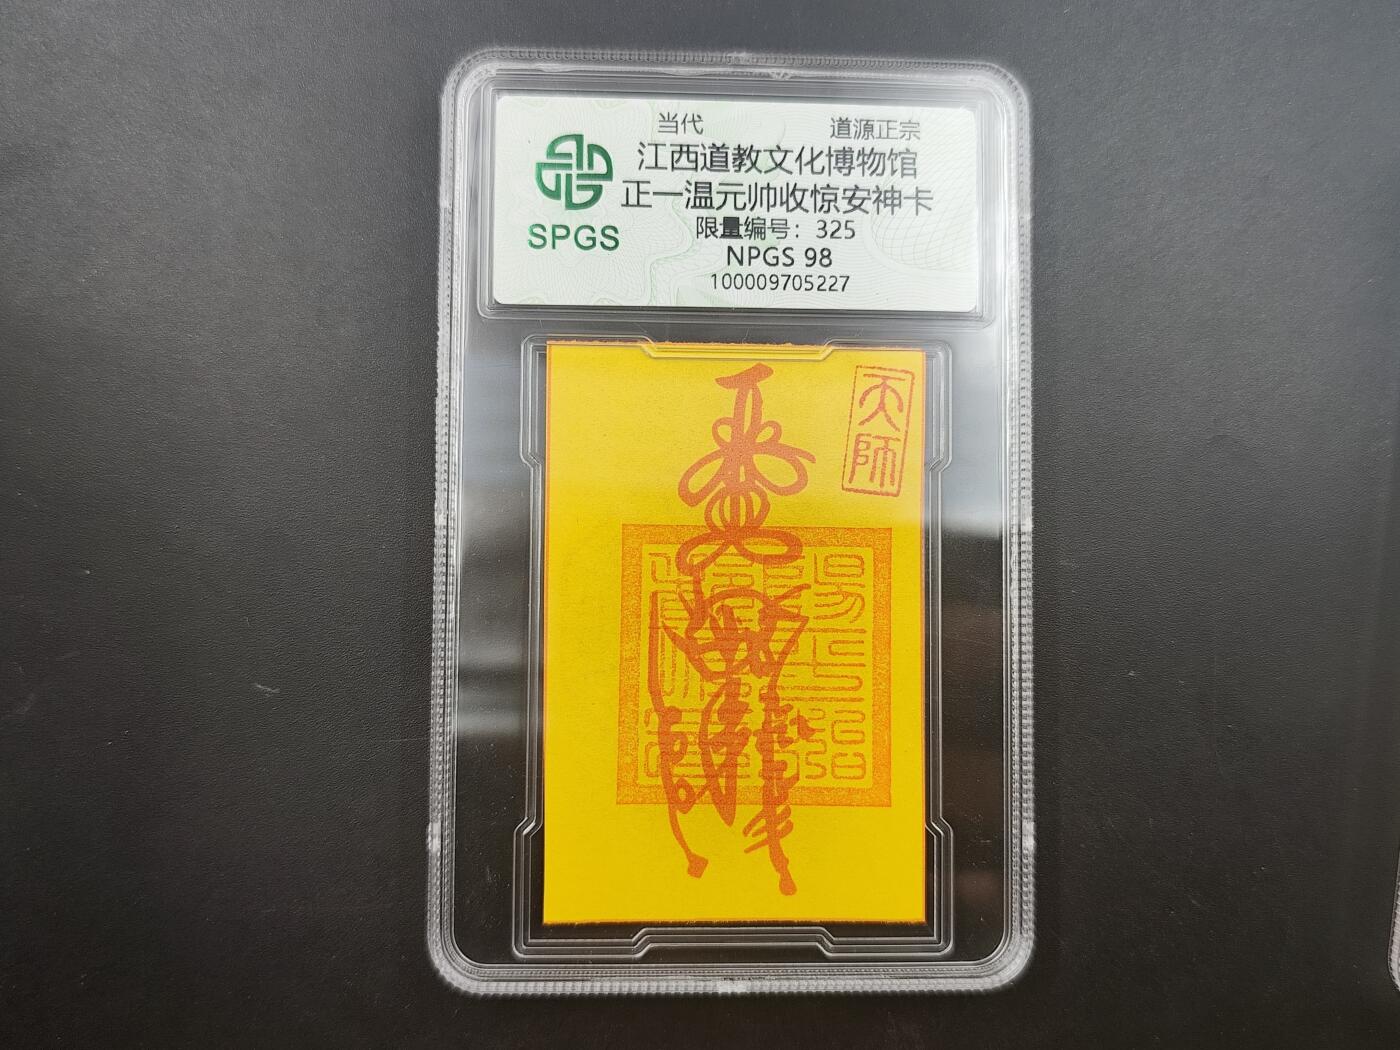 当代 道源正宗
江西道教文化博物馆
正一温元帅收惊安神卡
限量编号：325
NPGS 98
100009705227
SPGS
天师